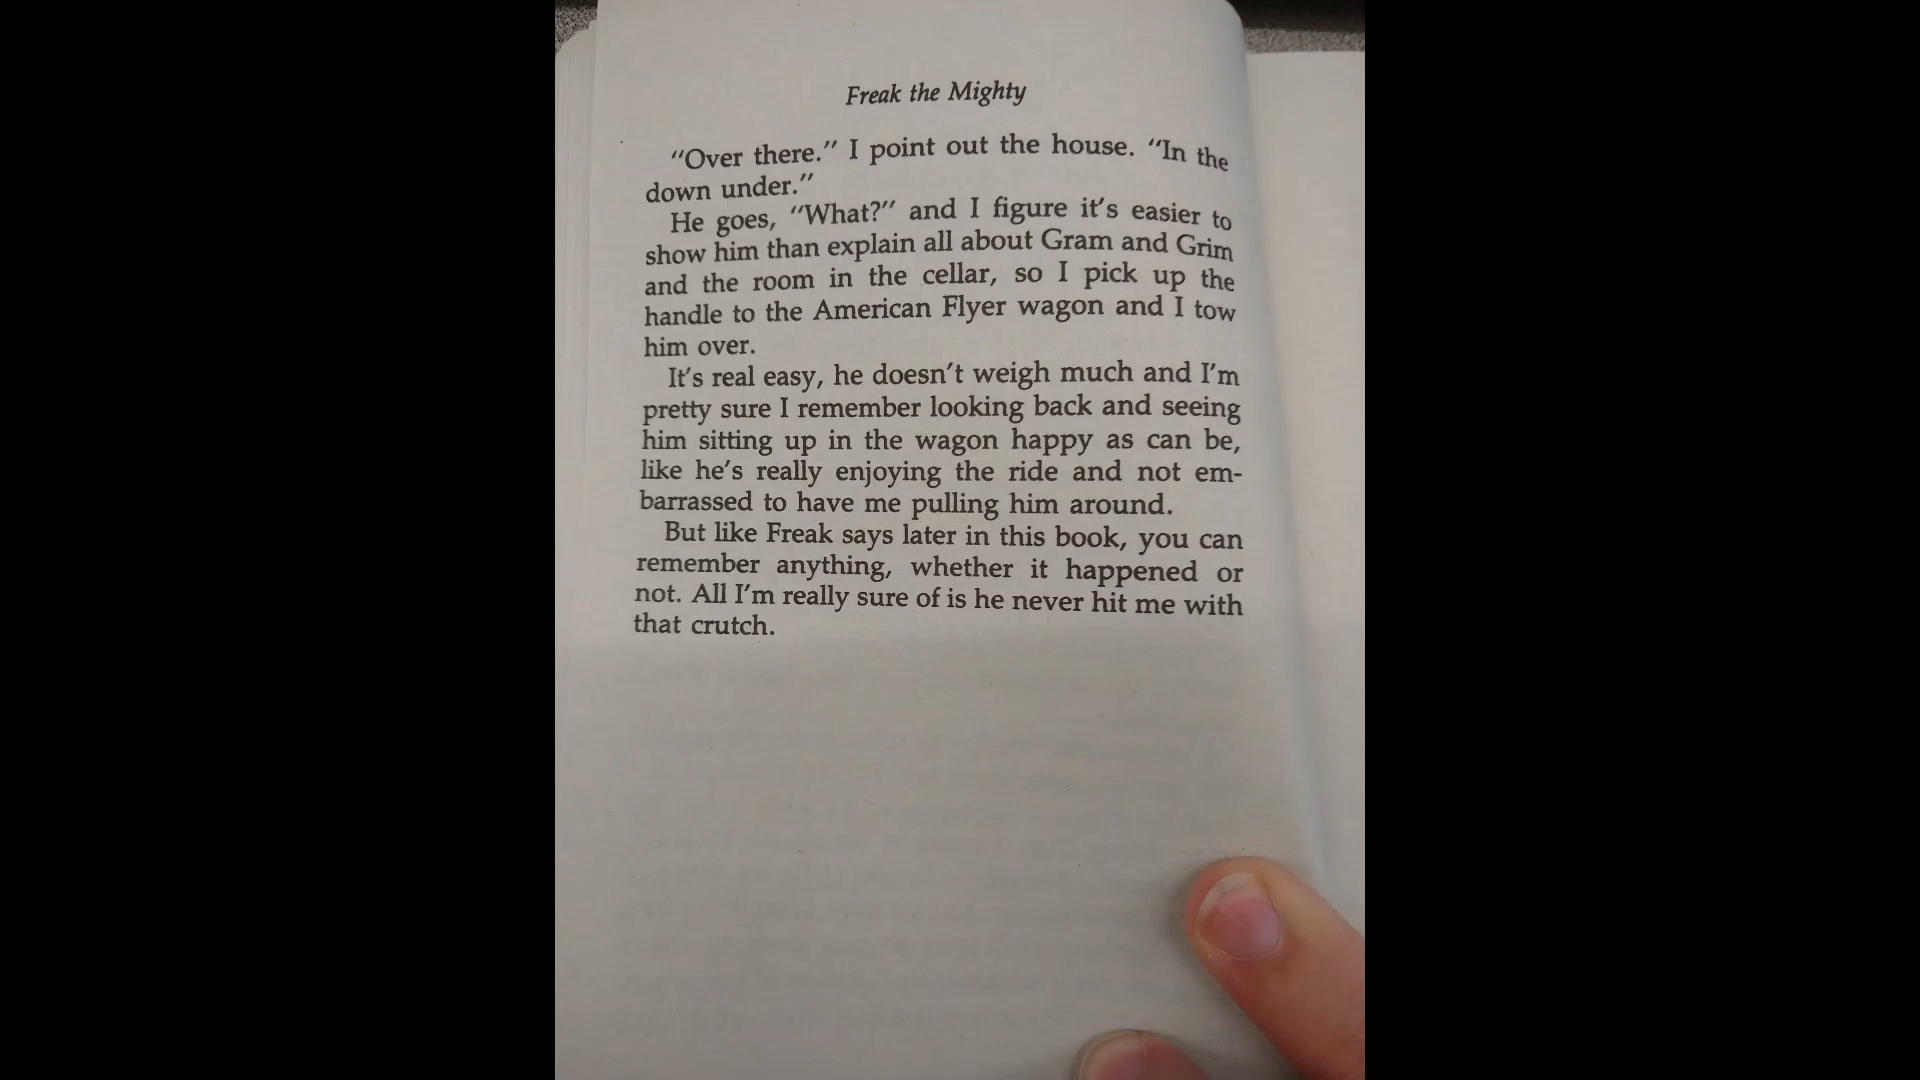 Freak the Mighty
“Over there.” I point out the house. “In the
down under.”
He goes, “What?” and I figure it’s easier to
show him than explain all about Gram and Grim
and the room in the cellar, so I pick up the
handle to the American Flyer wagon and I tow
him over.
It’s real easy, he doesn’t weigh much and I’m
pretty sure I remember looking back and seeing
him sitting up in the wagon happy as can be,
like he’s really enjoying the ride and not em-
barrassed to have me pulling him around.
But like Freak says later in this book, you can
remember anything, whether it happened or
not. All I’m really sure of is he never hit me with
that crutch.